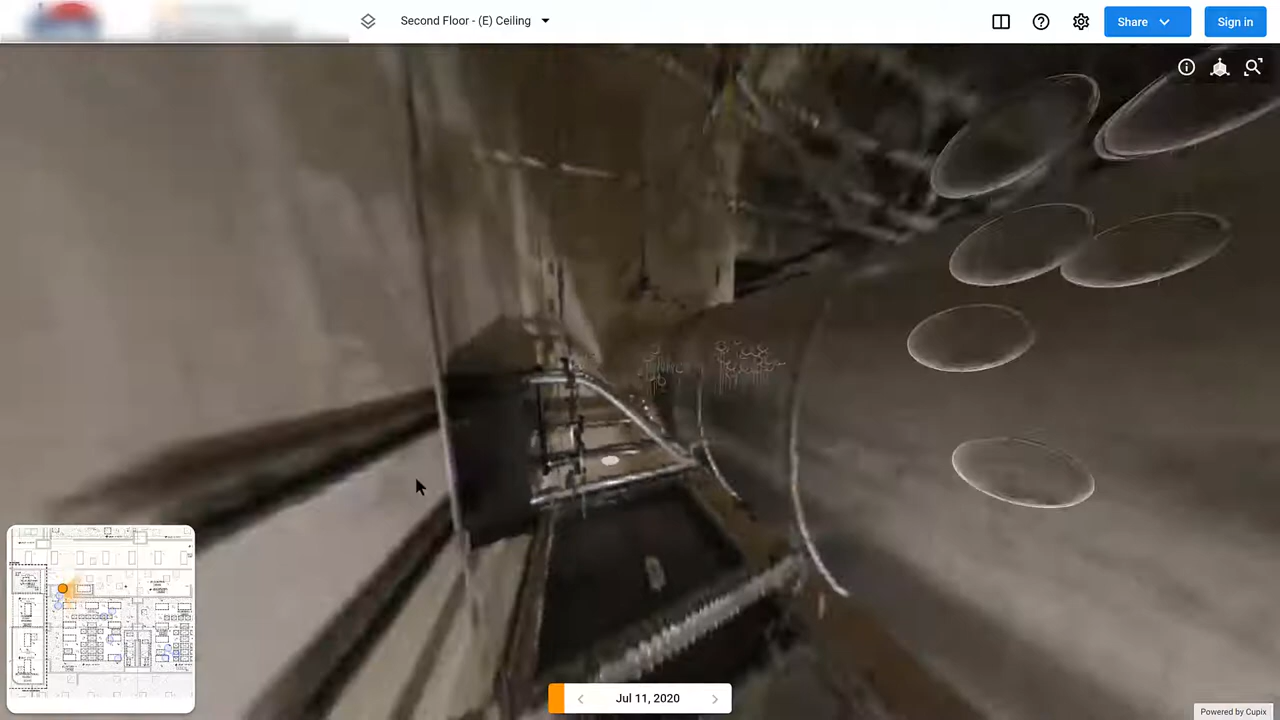 Second Floor - (E) Ceiling
Share
Sign in
Jul 11, 2020
Powered by Cupix